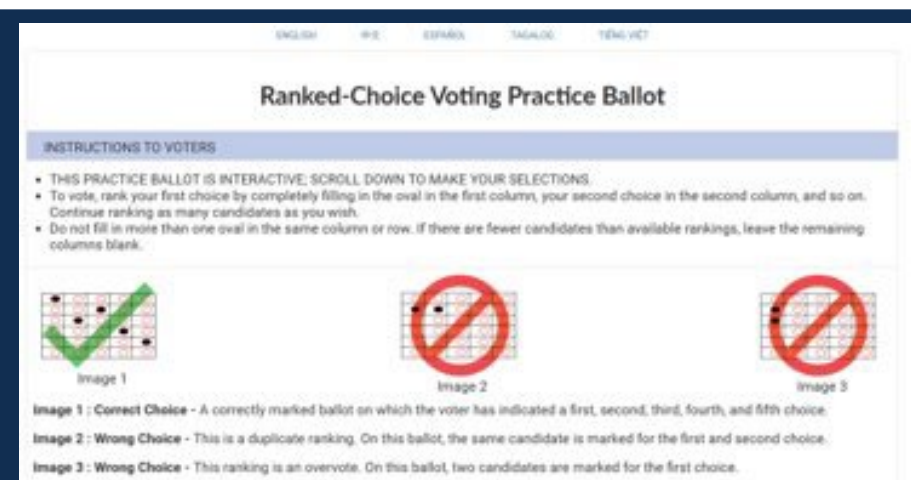 ENGLISH 中文 ESPAÑOL TAGALOG TIẾNG VIỆT
Ranked-Choice Voting Practice Ballot
INSTRUCTIONS TO VOTERS
• THIS PRACTICE BALLOT IS INTERACTIVE; SCROLL DOWN TO MAKE YOUR SELECTIONS.
• To vote, rank your first choice by completely filling in the oval in the first column, your second choice in the second column, and so on.
Continue ranking as many candidates as you wish.
• Do not fill in more than one oval in the same column or row. If there are fewer candidates than available rankings, leave the remaining
columns blank.
Image 1
Image 2
Image 3
Image 1 : Correct Choice - A correctly marked ballot on which the voter has indicated a first, second, third, fourth, and fifth choice.
Image 2 : Wrong Choice - This is a duplicate ranking. On this ballot, the same candidate is marked for the first and second choice.
Image 3 : Wrong Choice - This ranking is an overvote. On this ballot, two candidates are marked for the first choice.